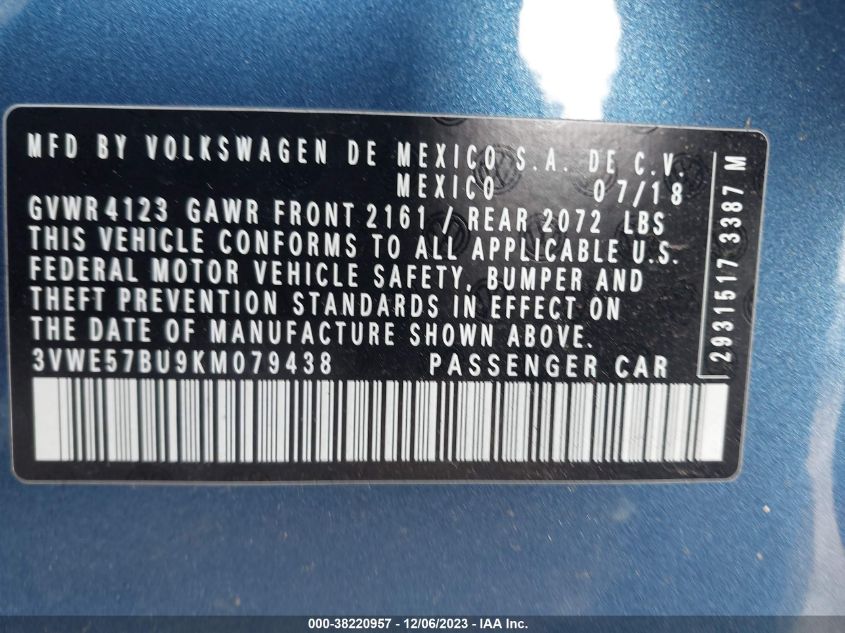 MFD BY VOLKSWAGEN DE MEXICO S.A. DE C.V.
MEXICO 07/18
GVWR 4123 GAWR FRONT 2161 / REAR 2072 LBS
THIS VEHICLE CONFORMS TO ALL APPLICABLE U.S.
FEDERAL MOTOR VEHICLE SAFETY, BUMPER AND
THEFT PREVENTION STANDARDS IN EFFECT ON
THE DATE OF MANUFACTURE SHOWN ABOVE.
3VWE57BU9KM079438 PASSENGER CAR
2931517 3387 M
000-38220957 - 12/06/2023 - IAA Inc.